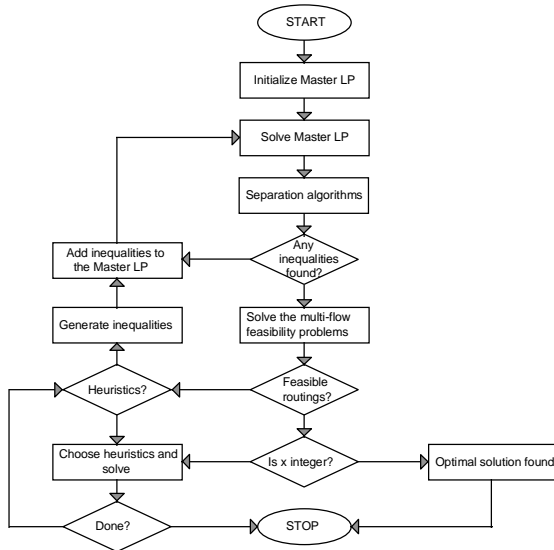 START
Initialize Master LP
Solve Master LP
Separation algorithms
Any
inequalities
found?
Add inequalities to
the Master LP
Solve the multi-flow
feasibility problems
Generate inequalities
Feasible
routings?
Heuristics?
Is x integer?
Choose heuristics and
solve
Optimal solution found
Done?
STOP